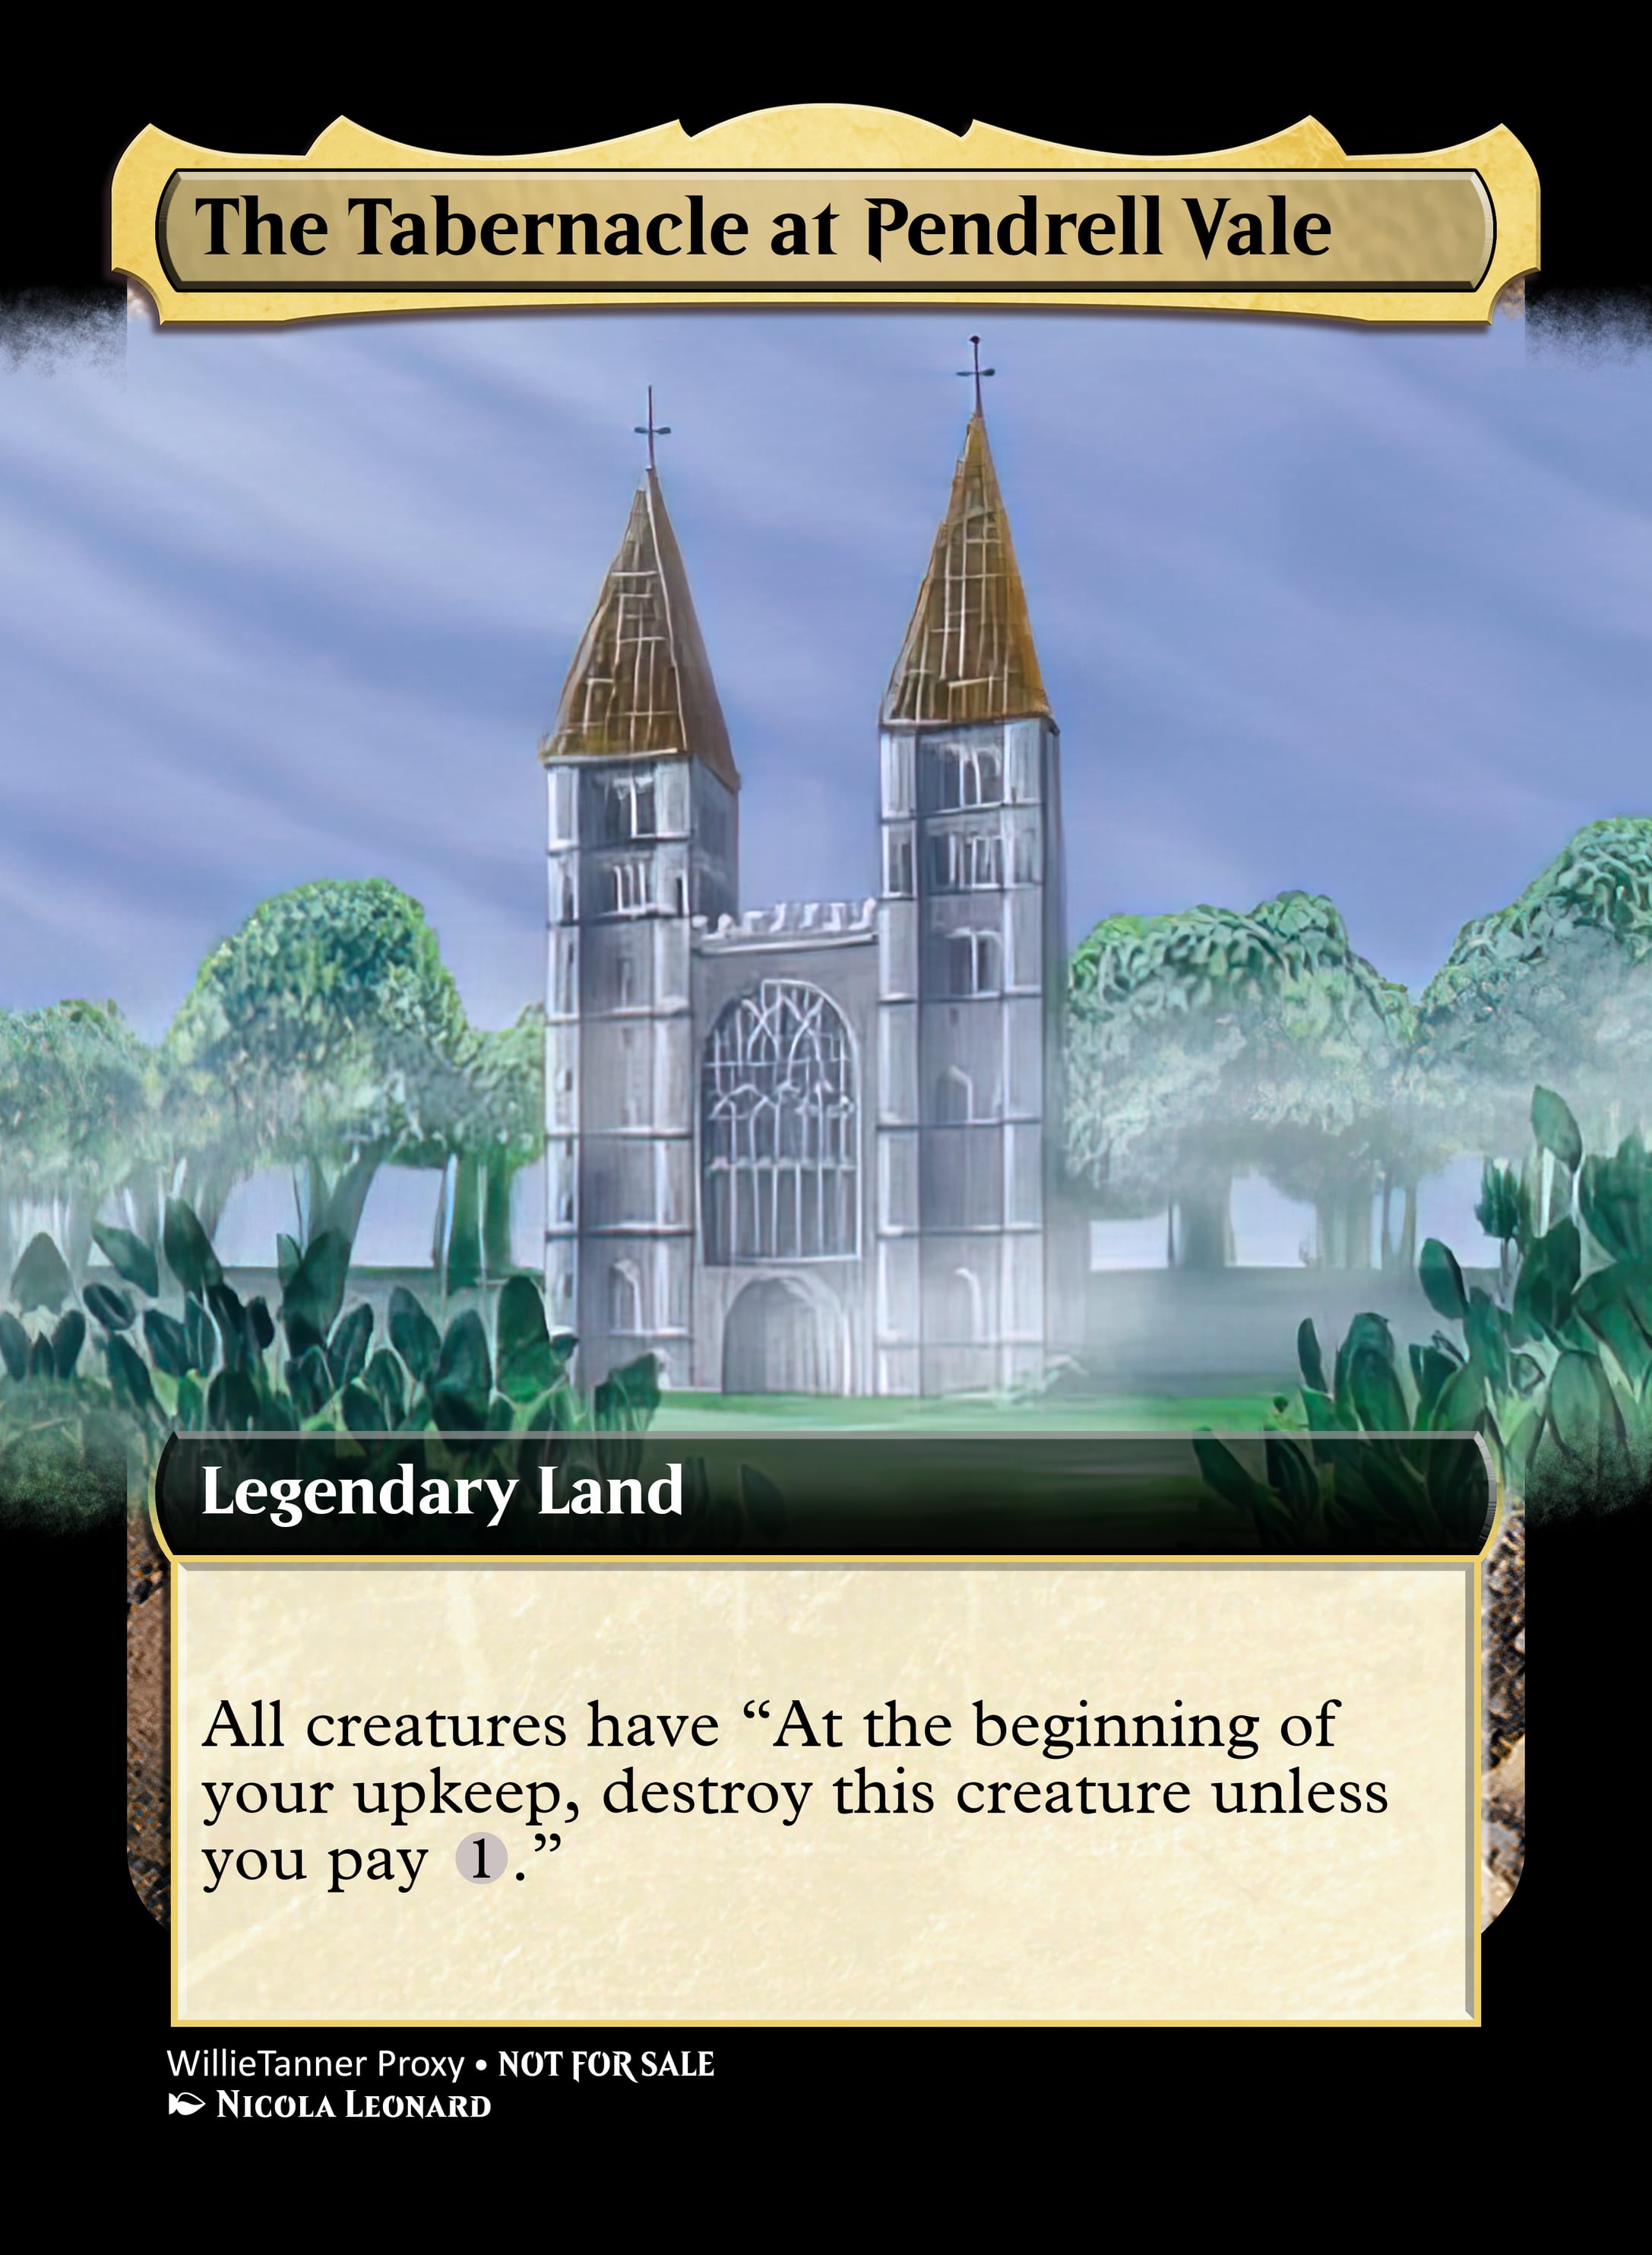 The Tabernacle at Pendrell Vale
Legendary Land
All creatures have “At the beginning of
your upkeep, destroy this creature unless
you pay 1.”
WillieTanner Proxy • NOT FOR SALE
Nicola Leonard